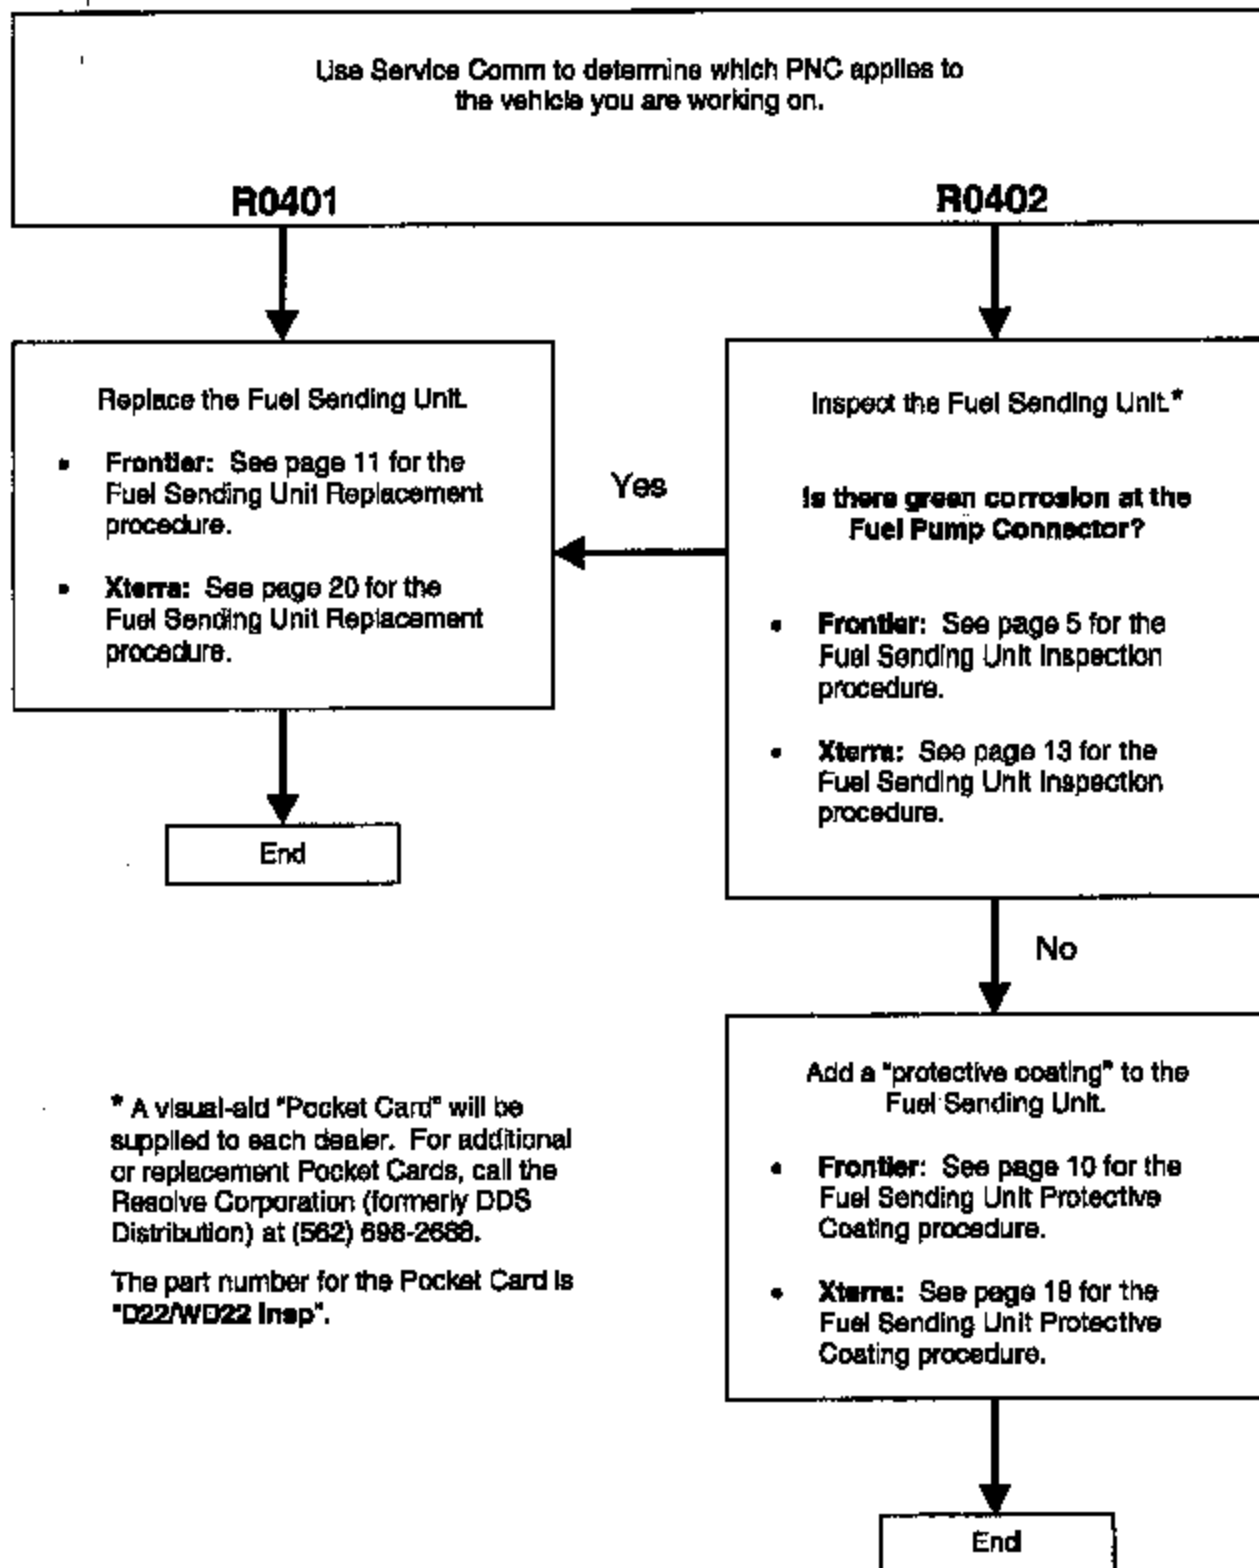 Use Service Comm to determine which PNC applies to
the vehicle you are working on.
R0401
R0402
Replace the Fuel Sending Unit.
• Frontier: See page 11 for the
Fuel Sending Unit Replacement
procedure.
• Xterra: See page 20 for the
Fuel Sending Unit Replacement
procedure.
End
Yes
Inspect the Fuel Sending Unit.*
Is there green corrosion at the
Fuel Pump Connector?
• Frontier: See page 5 for the
Fuel Sending Unit Inspection
procedure.
• Xterra: See page 13 for the
Fuel Sending Unit Inspection
procedure.
No
Add a "protective coating" to the
Fuel Sending Unit.
• Frontier: See page 10 for the
Fuel Sending Unit Protective
Coating procedure.
• Xterra: See page 19 for the
Fuel Sending Unit Protective
Coating procedure.
End
* A visual-aid "Pocket Card" will be
supplied to each dealer. For additional
or replacement Pocket Cards, call the
Resolve Corporation (formerly DDS
Distribution) at (562) 698-2688.
The part number for the Pocket Card is
"D22/WD22 Insp".